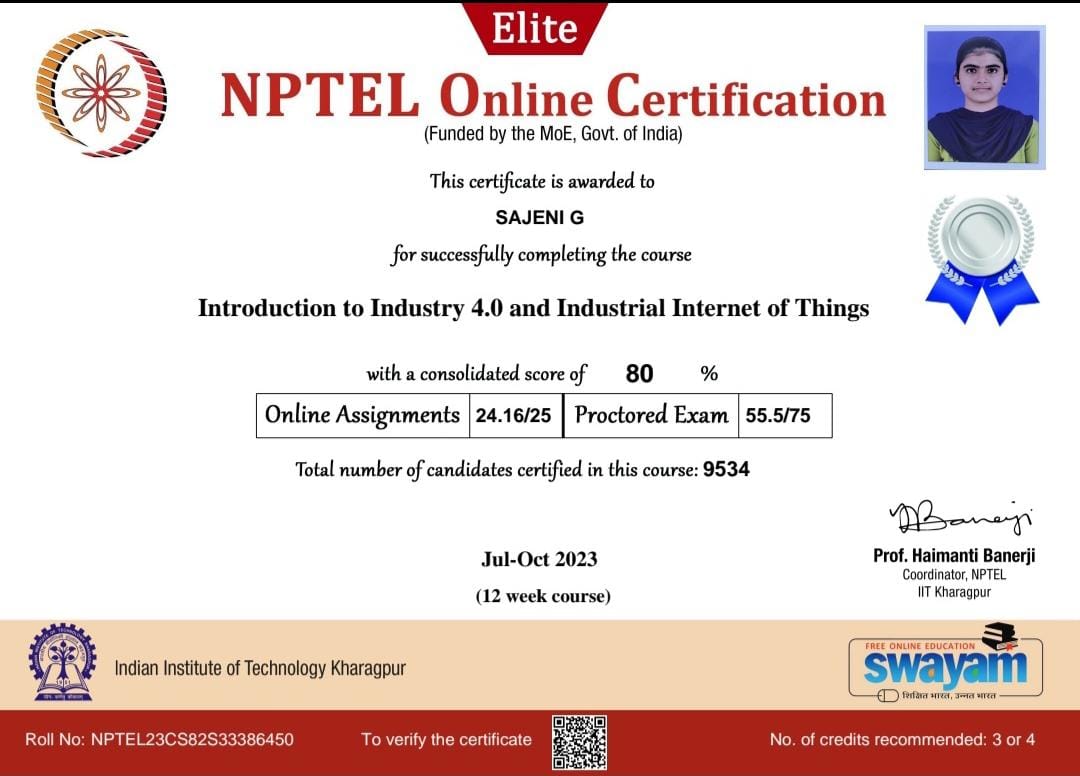 Elite
NPTEL Online Certification
(Funded by the MoE, Govt. of India)
This certificate is awarded to
SAJENI G
for successfully completing the course
Introduction to Industry 4.0 and Industrial Internet of Things
with a consolidated score of 80 %
Online Assignments 24.16/25 Proctored Exam 55.5/75
Total number of candidates certified in this course: 9534
Banerji
Prof. Haimanti Banerji
Coordinator, NPTEL
IIT Kharagpur
Jul-Oct 2023
(12 week course)
Indian Institute of Technology Kharagpur
FREE ONLINE EDUCATION
swayam
शिक्षित भारत, उन्नत भारत
Roll No: NPTEL23CS82S33386450
To verify the certificate
No. of credits recommended: 3 or 4